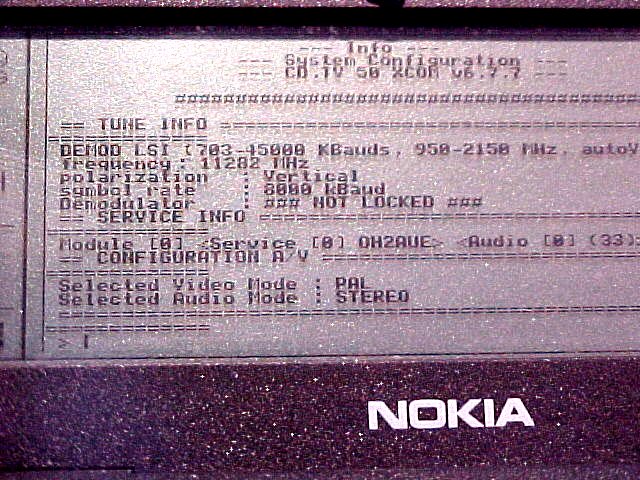 --- Info ---
--- System Configuration ---
--- CD.TV 50 XCOM v6.7.7 ---
##################################################
== TUNE INFO ==================================
============
DEMOD LSI (703-45000 KBauds, 950-2150 MHz, autoV
frequency: 11282 MHz
polarization : Vertical
symbol rate : 8000 kBaud
Demodulator : ### NOT LOCKED ###
== SERVICE INFO ===============================
============
Module [0] <Service [0] OH2AUE> <Audio [0] (33):
== CONFIGURATION A/V ==========================
============
Selected Video Mode : PAL
Selected Audio Mode : STEREO
===============================================
============
> |
NOKIA